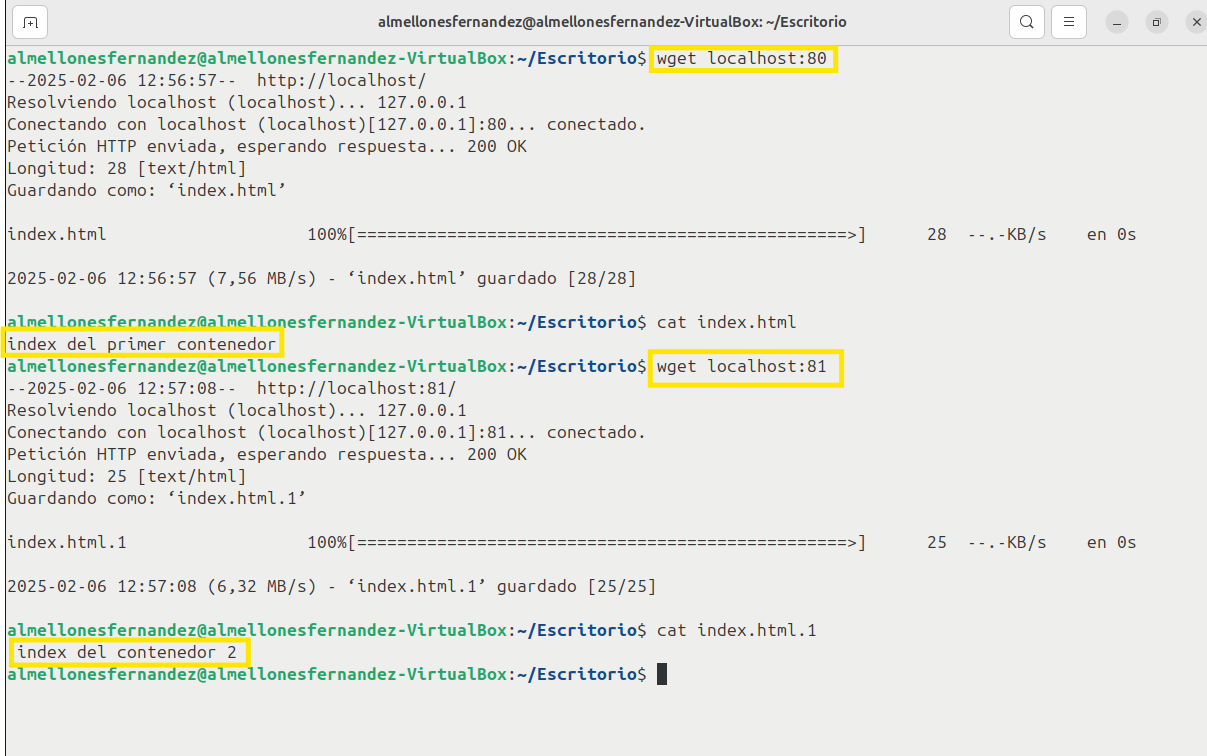 almellonesfernandez@almellonesfernandez-VirtualBox: ~/Escritorio
almellonesfernandez@almellonesfernandez-VirtualBox:~/Escritorio$ wget localhost:80
--2025-02-06 12:56:57--  http://localhost/
Resolviendo localhost (localhost)... 127.0.0.1
Conectando con localhost (localhost)[127.0.0.1]:80... conectado.
Petición HTTP enviada, esperando respuesta... 200 OK
Longitud: 28 [text/html]
Guardando como: ‘index.html’
index.html                    100%[=================================================>]      28  --.-KB/s    en 0s
2025-02-06 12:56:57 (7,56 MB/s) - ‘index.html’ guardado [28/28]
almellonesfernandez@almellonesfernandez-VirtualBox:~/Escritorio$ cat index.html
index del primer contenedor
almellonesfernandez@almellonesfernandez-VirtualBox:~/Escritorio$ wget localhost:81
--2025-02-06 12:57:08--  http://localhost:81/
Resolviendo localhost (localhost)... 127.0.0.1
Conectando con localhost (localhost)[127.0.0.1]:81... conectado.
Petición HTTP enviada, esperando respuesta... 200 OK
Longitud: 25 [text/html]
Guardando como: ‘index.html.1’
index.html.1                  100%[=================================================>]      25  --.-KB/s    en 0s
2025-02-06 12:57:08 (6,32 MB/s) - ‘index.html.1’ guardado [25/25]
almellonesfernandez@almellonesfernandez-VirtualBox:~/Escritorio$ cat index.html.1
 index del contenedor 2
almellonesfernandez@almellonesfernandez-VirtualBox:~/Escritorio$